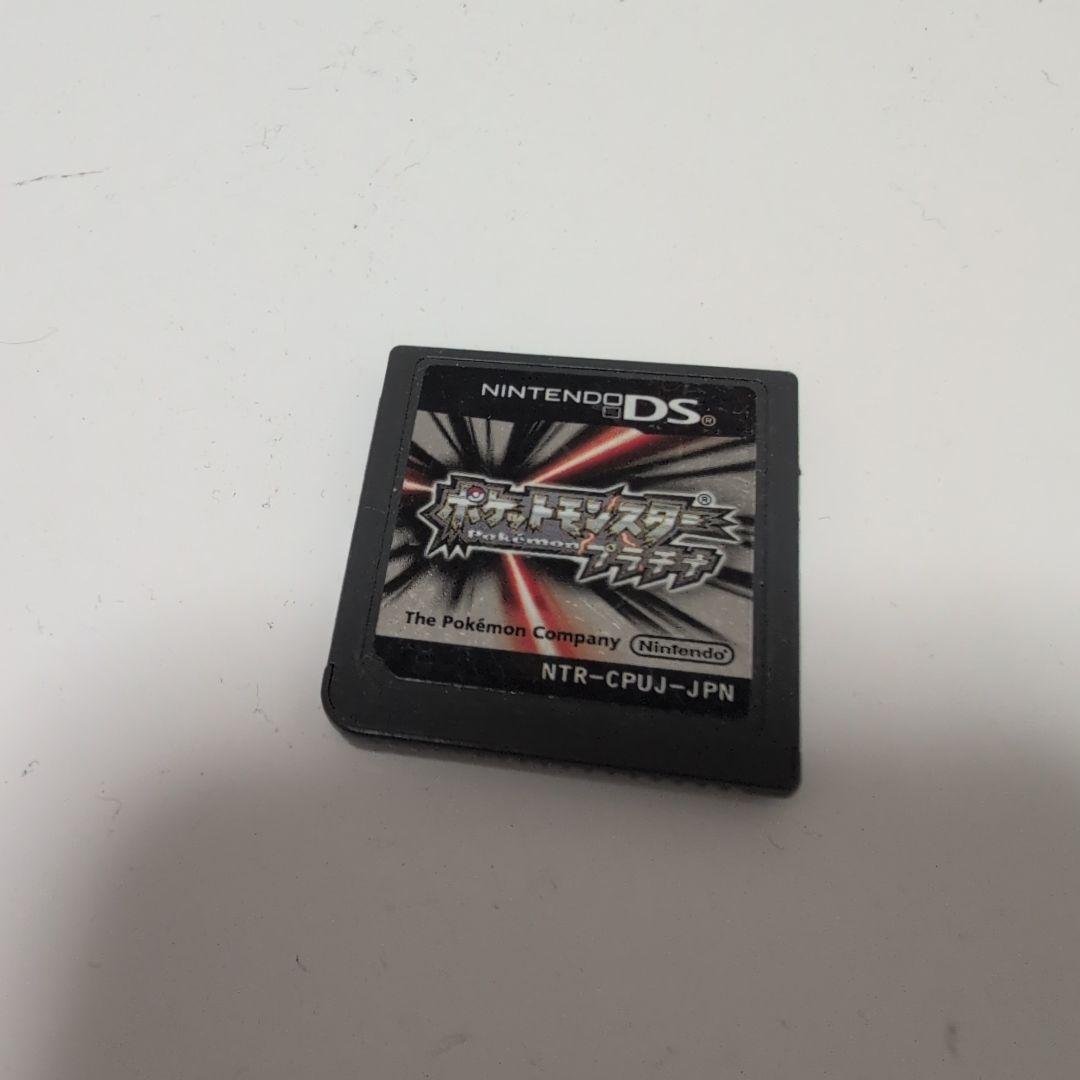 NINTENDO DS®
ポケットモンスター®
Pokémon
プラチナ
The Pokémon Company
Nintendo®
NTR-CPUJ-JPN